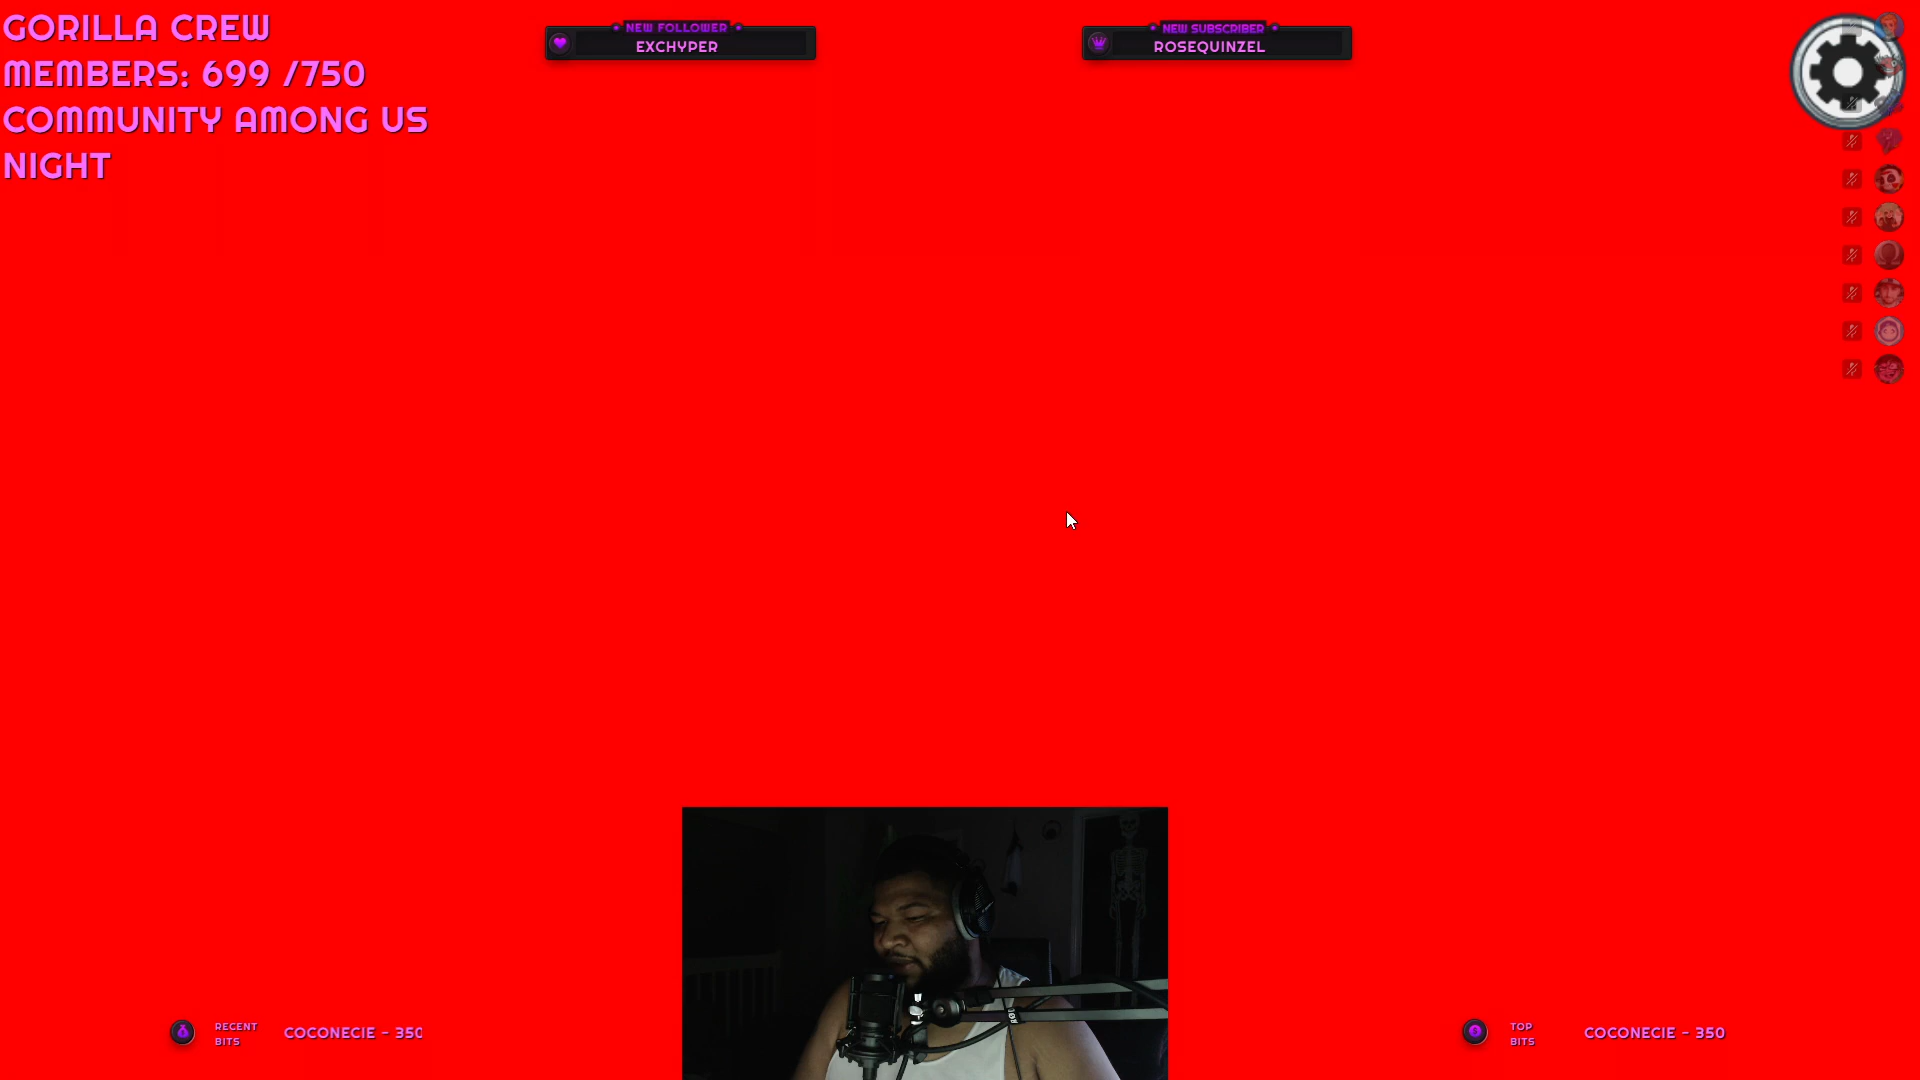 GORILLA CREW
MEMBERS: 699 /750
COMMUNITY AMONG US
NIGHT
NEW FOLLOWER
EXCHYPER
NEW SUBSCRIBER
ROSEQUINZEL
RECENT
BITS
COCONECIE - 350
TOP
BITS
COCONECIE - 350